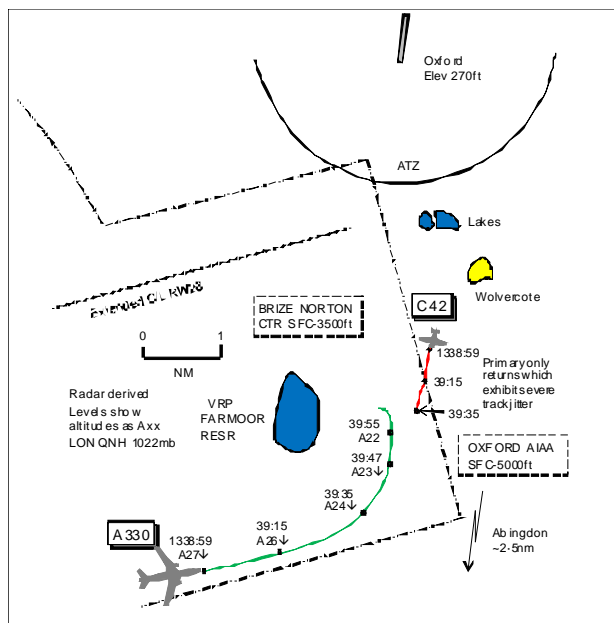 Oxford
Elev 270ft
ATZ
Lakes
Extended C/L RW26
Wolvercote
C42
BRIZE NORTON
CTR SFC-3500ft
0 1
NM
1338:59
39:15
39:35
Primary only
returns which
exhibits severe
track jitter
Radar derived
Levels show
altitudes as Axx
LON QNH 1022mb
VRP
FARMOOR
RESR
39:55
A22
39:47
A23↓
39:35
A24↓
39:15
A26↓
OXFORD AIAA
SFC-5000ft
A330
1338:59
A27↓
Abingdon
~2·5nm